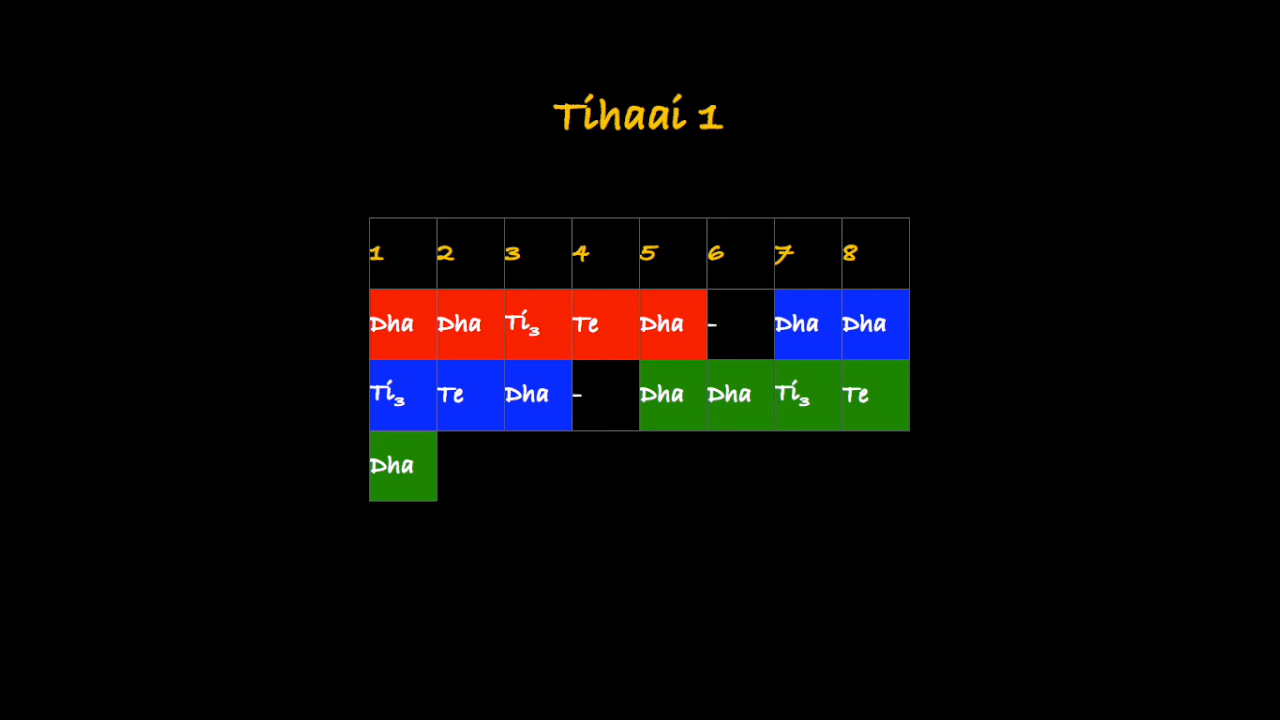 Tihaai 1
1 2 3 4 5 6 7 8
Dha Dha Ti₃ Te Dha - Dha Dha
Ti₃ Te Dha - Dha Dha Ti₃ Te
Dha